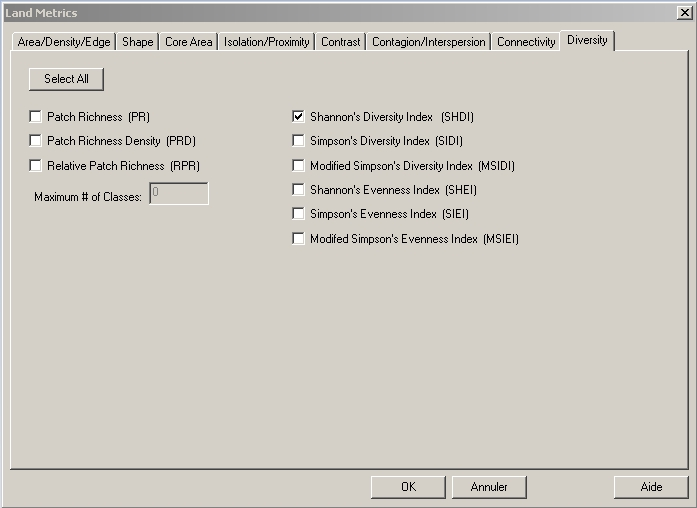 Land Metrics
Area/Density/Edge Shape Core Area Isolation/Proximity Contrast Contagion/Interspersion Connectivity Diversity
Select All
Patch Richness (PR)
Patch Richness Density (PRD)
Relative Patch Richness (RPR)
Maximum # of Classes: 0
Shannon's Diversity Index (SHDI)
Simpson's Diversity Index (SIDI)
Modified Simpson's Diversity Index (MSIDI)
Shannon's Evenness Index (SHEI)
Simpson's Evenness Index (SIEI)
Modifed Simpson's Evenness Index (MSIEI)
OK Annuler Aide